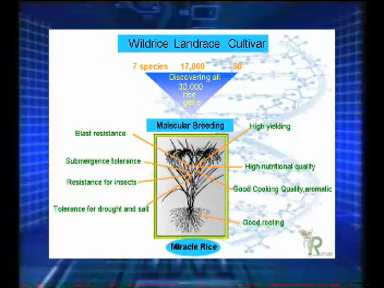 Wildrice Landrace Cultivar
7 species 17,000 50
Discovering all
30,000
rice
gene
Molecular Breeding
Blast resistance
High yielding
Submergence tolerance
High nutritional quality
Resistance for insects
Good Cooking Quality,aromatic
Tolerance for drought and salt
Good rooting
Miracle Rice